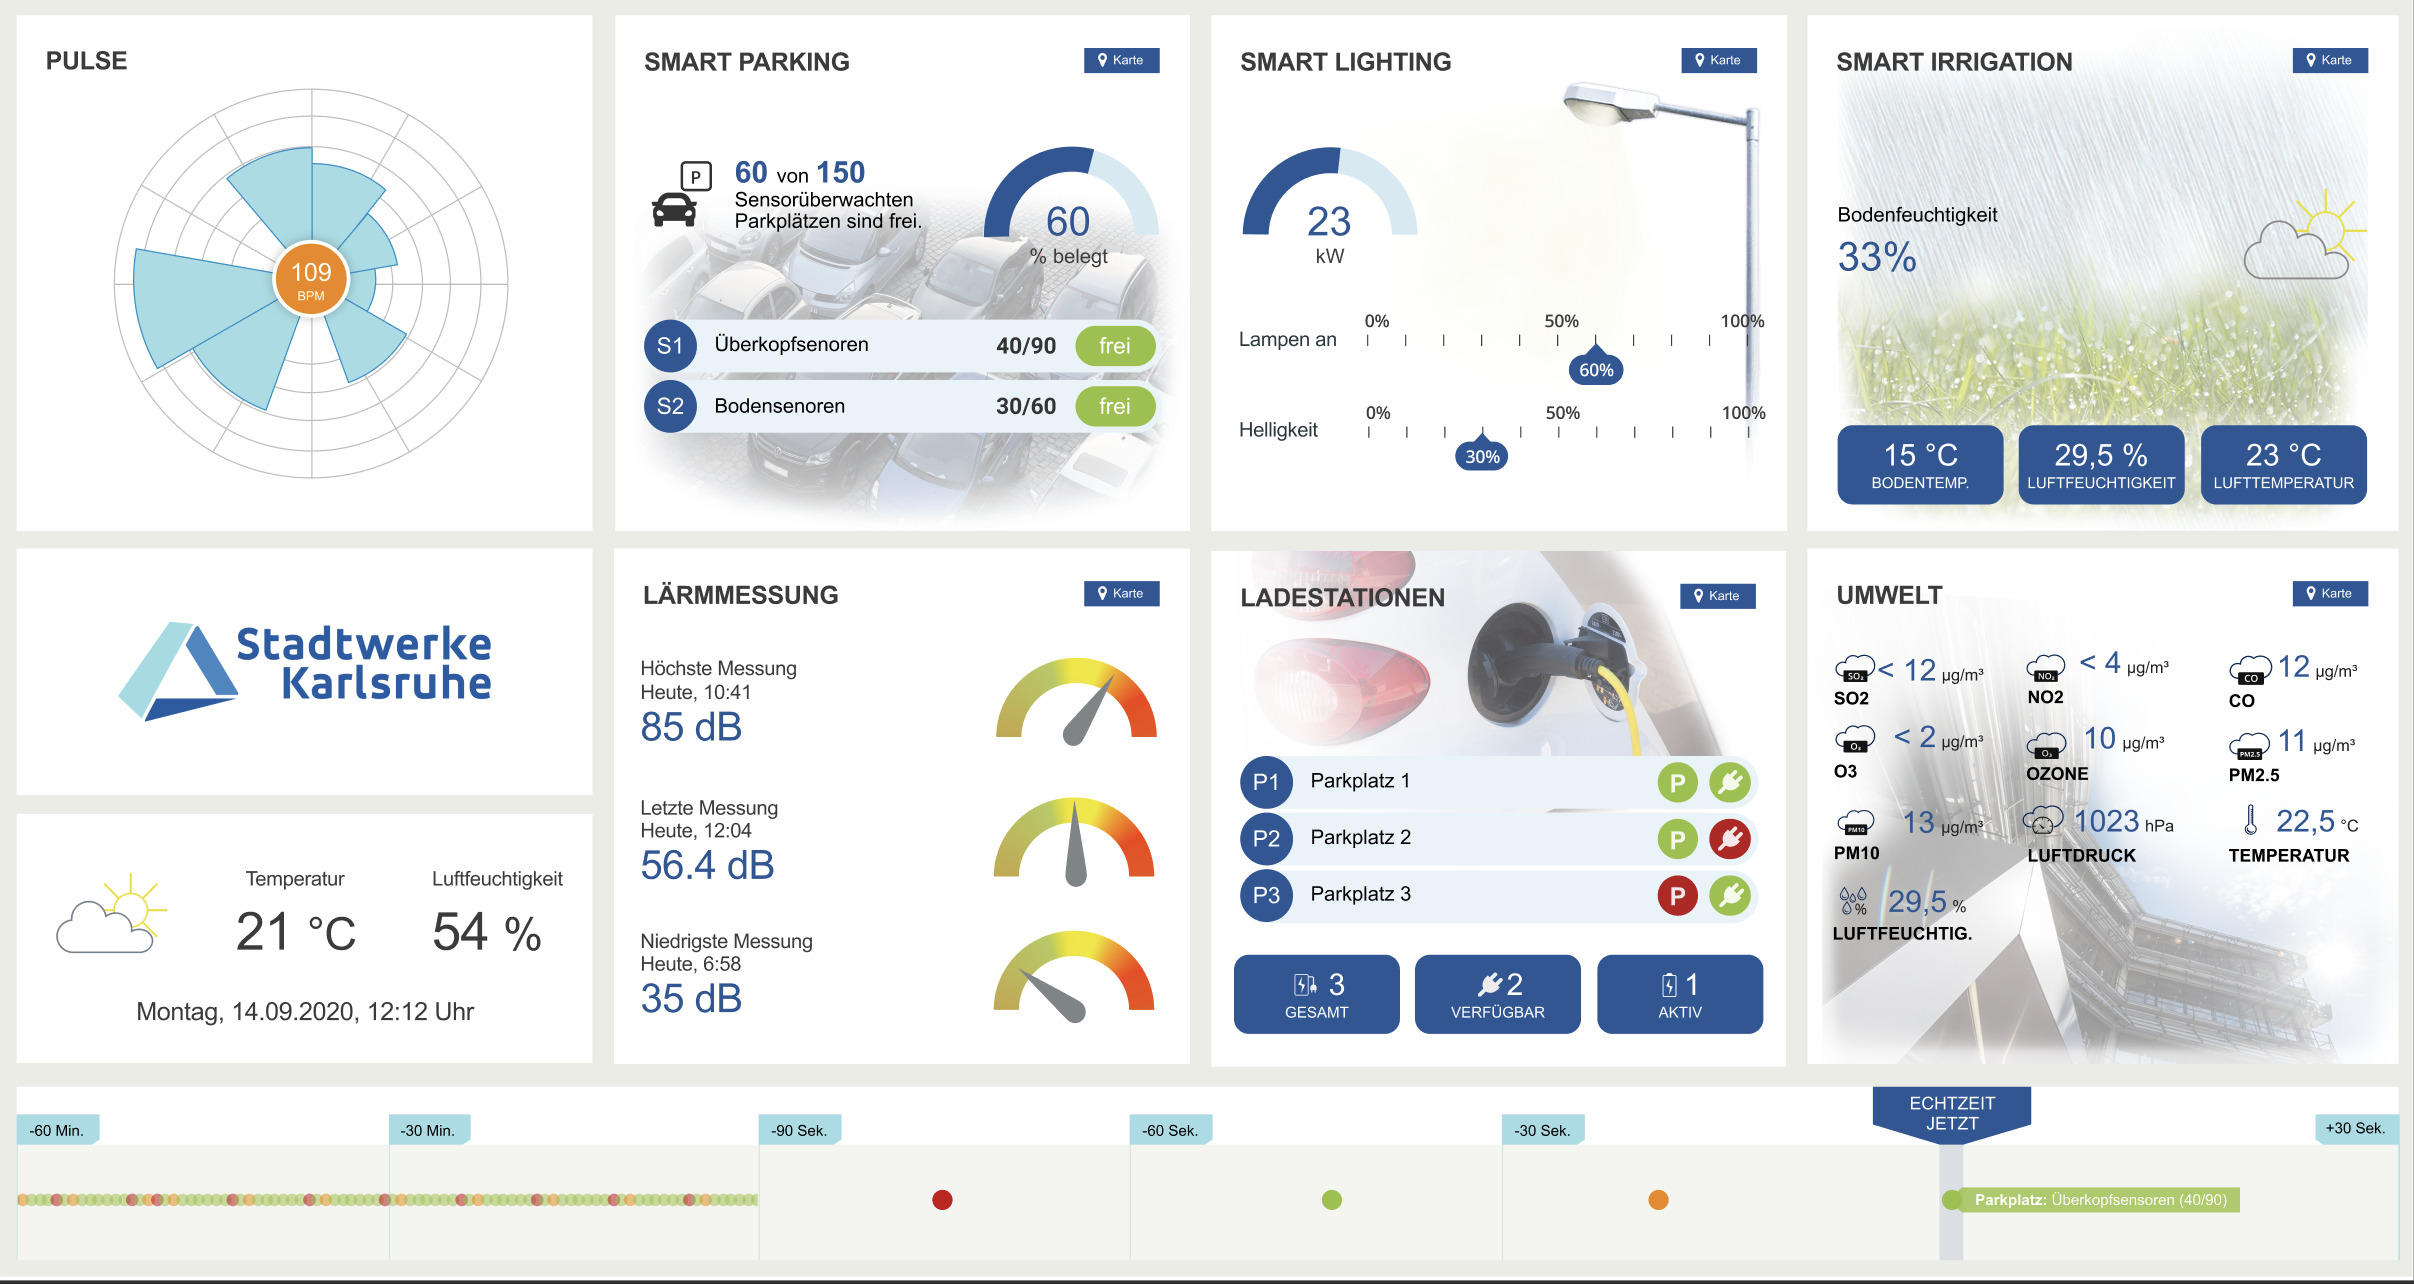 PULSE
109
BPM
SMART PARKING
Karte
P
60 von 150
Sensorüberwachten
Parkplätzen sind frei.
60
% belegt
S1 Überkopfsenoren 40/90 frei
S2 Bodensenoren 30/60 frei
SMART LIGHTING
Karte
23
kW
0% 50% 100%
Lampen an
60%
0% 50% 100%
Helligkeit
30%
SMART IRRIGATION
Karte
Bodenfeuchtigkeit
33%
15 °C
BODENTEMP.
29,5 %
LUFTFEUCHTIGKEIT
23 °C
LUFTTEMPERATUR
Stadtwerke
Karlsruhe
Temperatur
21 °C
Luftfeuchtigkeit
54 %
Montag, 14.09.2020, 12:12 Uhr
LÄRMMESSUNG
Karte
Höchste Messung
Heute, 10:41
85 dB
Letzte Messung
Heute, 12:04
56.4 dB
Niedrigste Messung
Heute, 6:58
35 dB
LADESTATIONEN
Karte
P1 Parkplatz 1 P
P2 Parkplatz 2 P
P3 Parkplatz 3 P
3
GESAMT
2
VERFÜGBAR
1
AKTIV
UMWELT
Karte
SO₂ < 12 µg/m³
SO2
NO₂ < 4 µg/m³
NO2
CO 12 µg/m³
CO
O₃ < 2 µg/m³
O3
O₃ 10 µg/m³
OZONE
PM2.5 11 µg/m³
PM2.5
PM10 13 µg/m³
PM10
1023 hPa
LUFTDRUCK
22,5 °C
TEMPERATUR
% 29,5 %
LUFTFEUCHTIG.
-60 Min.
-30 Min.
-90 Sek.
-60 Sek.
-30 Sek.
ECHTZEIT
JETZT
+30 Sek.
Parkplatz: Überkopfsensoren (40/90)